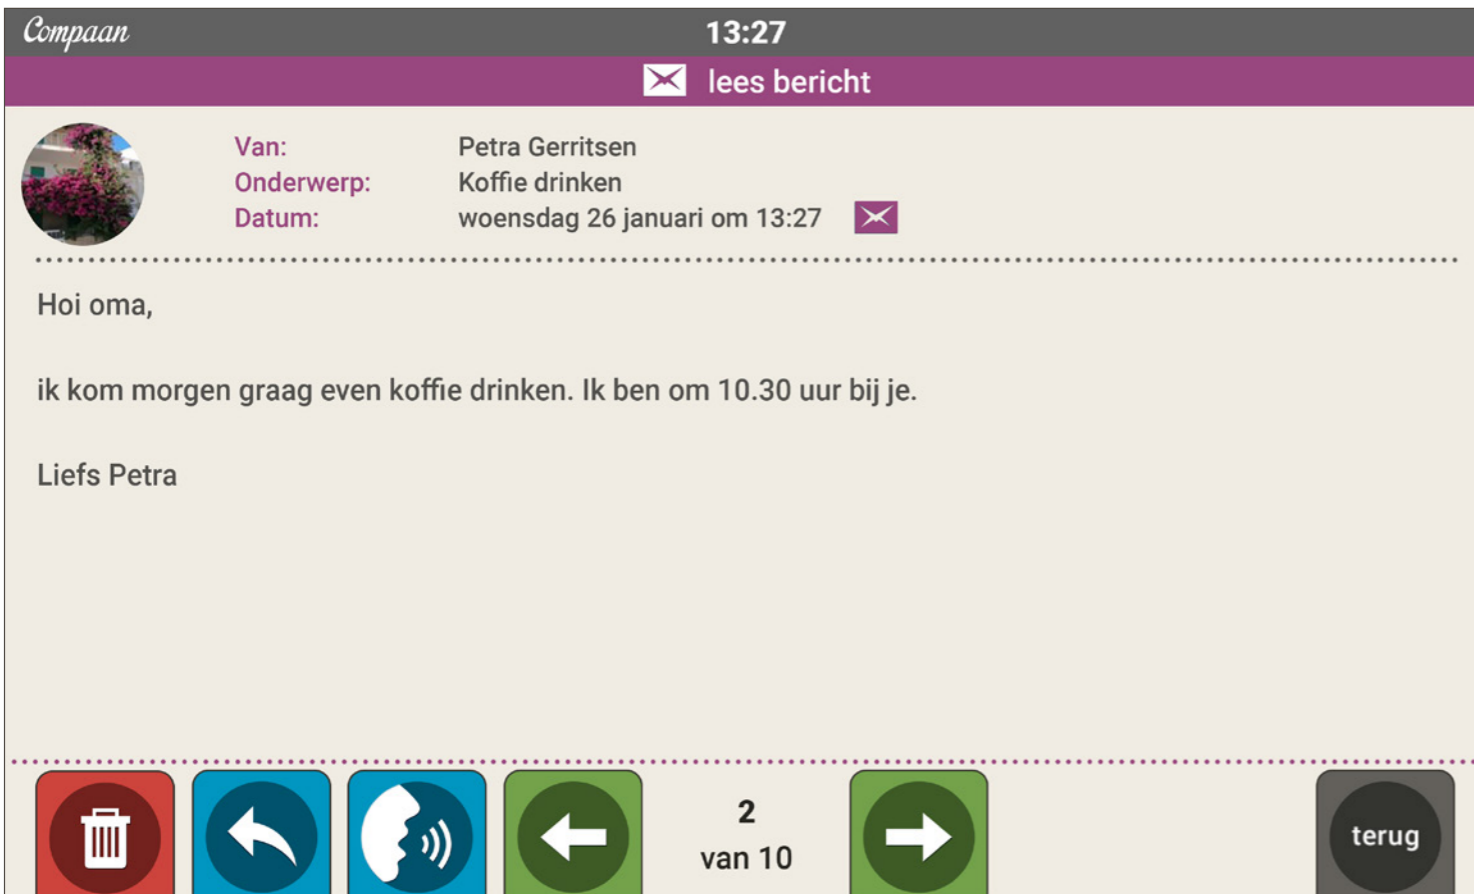 Compaan
13:27
lees bericht
Van: Petra Gerritsen
Onderwerp: Koffie drinken
Datum: woensdag 26 januari om 13:27
Hoi oma,
ik kom morgen graag even koffie drinken. Ik ben om 10.30 uur bij je.
Liefs Petra
2
van 10
terug